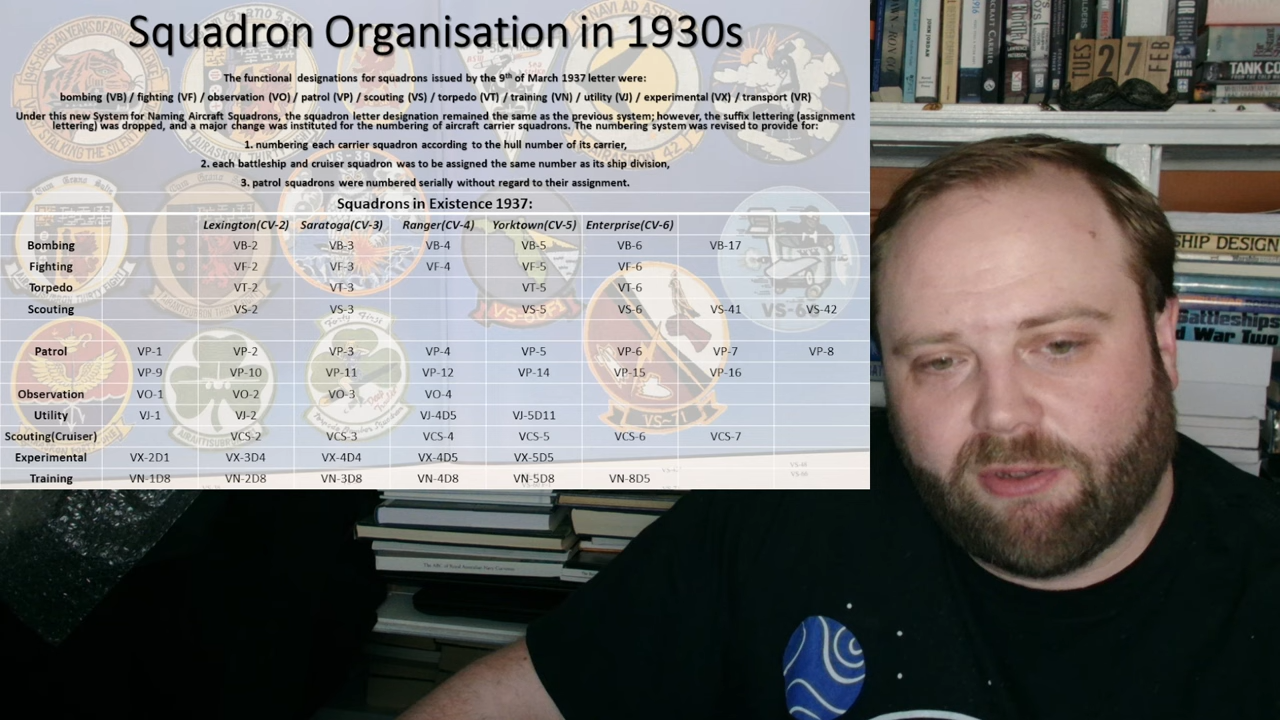 Squadron Organisation in 1930s
The functional designations for squadrons issued by the 9th of March 1937 letter were:
bombing (VB) / fighting (VF) / observation (VO) / patrol (VP) / scouting (VS) / torpedo (VT) / training (VN) / utility (VJ) / experimental (VX) / transport (VR)
Under this new System for Naming Aircraft Squadrons, the squadron letter designation remained the same as the previous system; however, the suffix lettering (assignment
lettering) was dropped, and a major change was instituted for the numbering of aircraft carrier squadrons. The numbering system was revised to provide for:
1. numbering each carrier squadron according to the hull number of its carrier,
2. each battleship and cruiser squadron was to be assigned the same number as its ship division,
3. patrol squadrons were numbered serially without regard to their assignment.
Squadrons in Existence 1937:
Lexington(CV-2) Saratoga(CV-3) Ranger(CV-4) Yorktown(CV-5) Enterprise(CV-6)
Bombing VB-2 VB-3 VB-4 VB-5 VB-6 VB-17
Fighting VF-2 VF-3 VF-4 VF-5 VF-6
Torpedo VT-2 VT-3 VT-5 VT-6
Scouting VS-2 VS-3 VS-5 VS-6 VS-41 VS-42
Patrol VP-1 VP-2 VP-3 VP-4 VP-5 VP-6 VP-7 VP-8
VP-9 VP-10 VP-11 VP-12 VP-14 VP-15 VP-16
Observation VO-1 VO-2 VO-3 VO-4
Utility VJ-1 VJ-2 VJ-4D5 VJ-5D11
Scouting(Cruiser) VCS-2 VCS-3 VCS-4 VCS-5 VCS-6 VCS-7
Experimental VX-2D1 VX-3D4 VX-4D4 VX-4D5 VX-5D5
Training VN-1D8 VN-2D8 VN-3D8 VN-4D8 VN-5D8 VN-8D5
VS-71
TUES 27 FEB
TANK CO
SHIP DESIGN
Battleships
d War Two